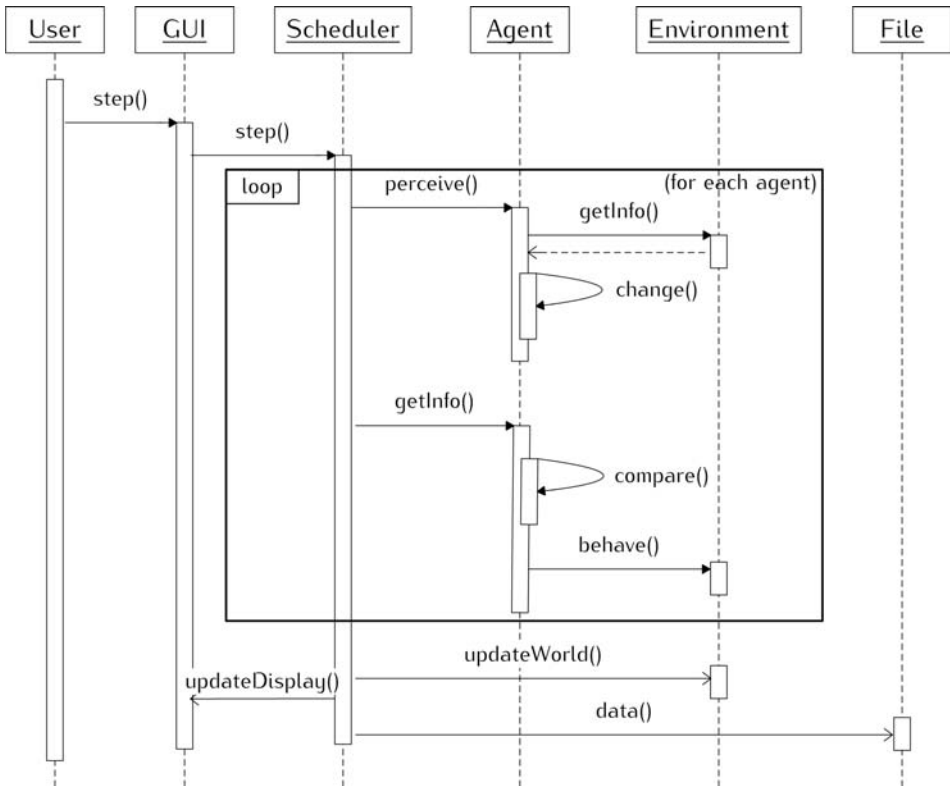 User
GUI
Scheduler
Agent
Environment
File
step()
step()
loop
perceive()
(for each agent)
getInfo()
change()
getInfo()
compare()
behave()
updateWorld()
updateDisplay()
data()